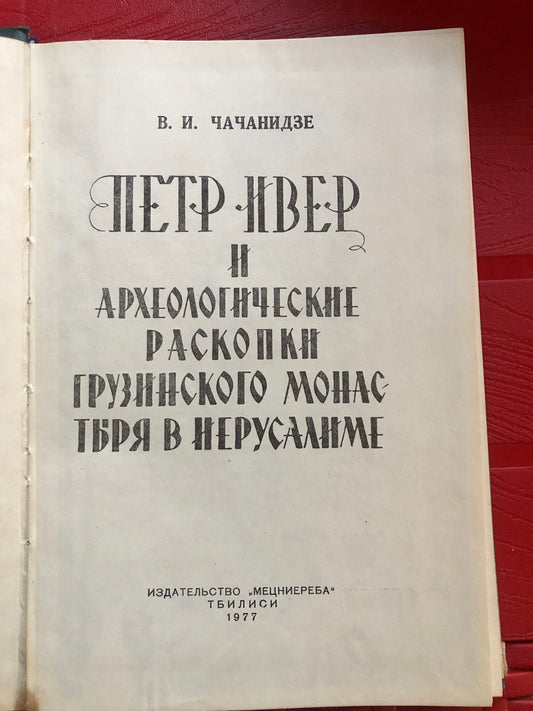 В. И. ЧАЧАНИДЗЕ
ПЕТР ИВЕР
И
АРХЕОЛОГИЧЕСКИЕ
РАСКОПКИ
ГРУЗИНСКОГО МОНАС-
ТЫРЯ В ИЕРУСАЛИМЕ
ИЗДАТЕЛЬСТВО „МЕЦНИЕРЕБА“
ТБИЛИСИ
1977